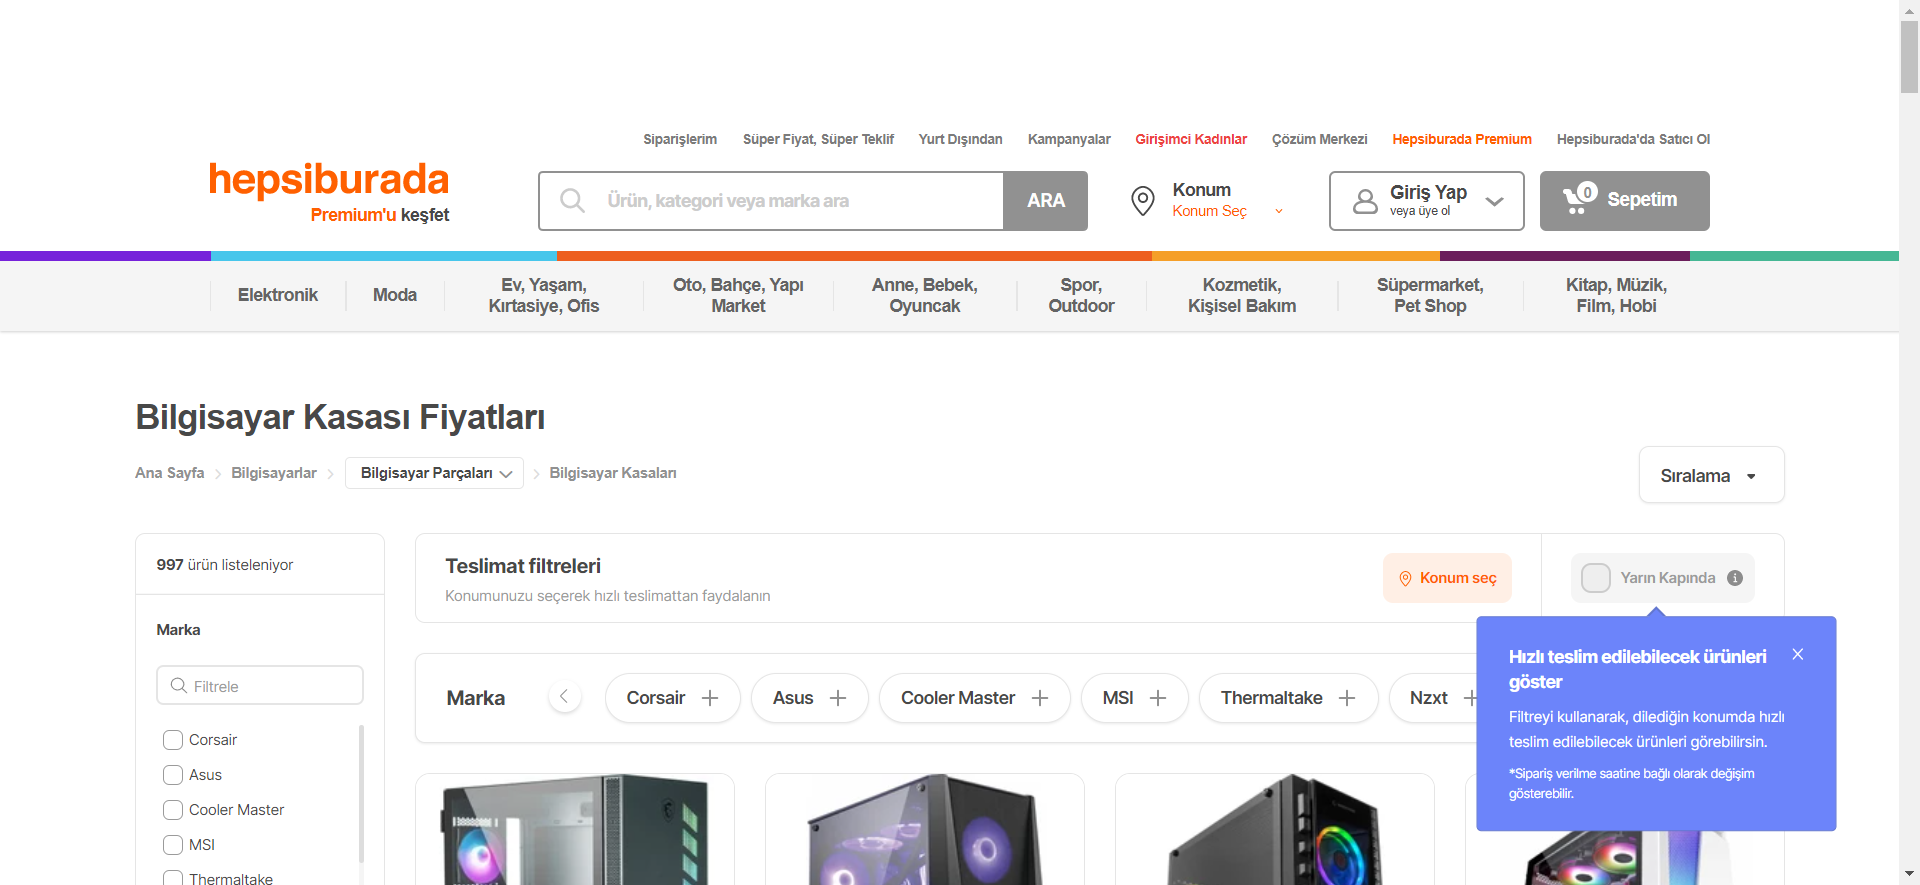 Siparişlerim Süper Fiyat, Süper Teklif Yurt Dışından Kampanyalar Girişimci Kadınlar Çözüm Merkezi Hepsiburada Premium Hepsiburada'da Satıcı Ol
hepsiburada
Premium'u keşfet
Ürün, kategori veya marka ara
ARA
Konum
Konum Seç
Giriş Yap
veya üye ol
0
Sepetim
Elektronik
Moda
Ev, Yaşam,
Kırtasiye, Ofis
Oto, Bahçe, Yapı
Market
Anne, Bebek,
Oyuncak
Spor,
Outdoor
Kozmetik,
Kişisel Bakım
Süpermarket,
Pet Shop
Kitap, Müzik,
Film, Hobi
Bilgisayar Kasası Fiyatları
Ana Sayfa Bilgisayarlar Bilgisayar Parçaları Bilgisayar Kasaları
Sıralama
997 ürün listeleniyor
Marka
Filtrele
Corsair
Asus
Cooler Master
MSI
Thermaltake
Teslimat filtreleri
Konumunuzu seçerek hızlı teslimattan faydalanın
Konum seç
Yarın Kapında
Marka
Corsair
Asus
Cooler Master
MSI
Thermaltake
Nzxt
Hızlı teslim edilebilecek ürünleri
göster
Filtreyi kullanarak, dilediğin konumda hızlı
teslim edilebilecek ürünleri görebilirsin.
*Sipariş verilme saatine bağlı olarak değişim
gösterebilir.